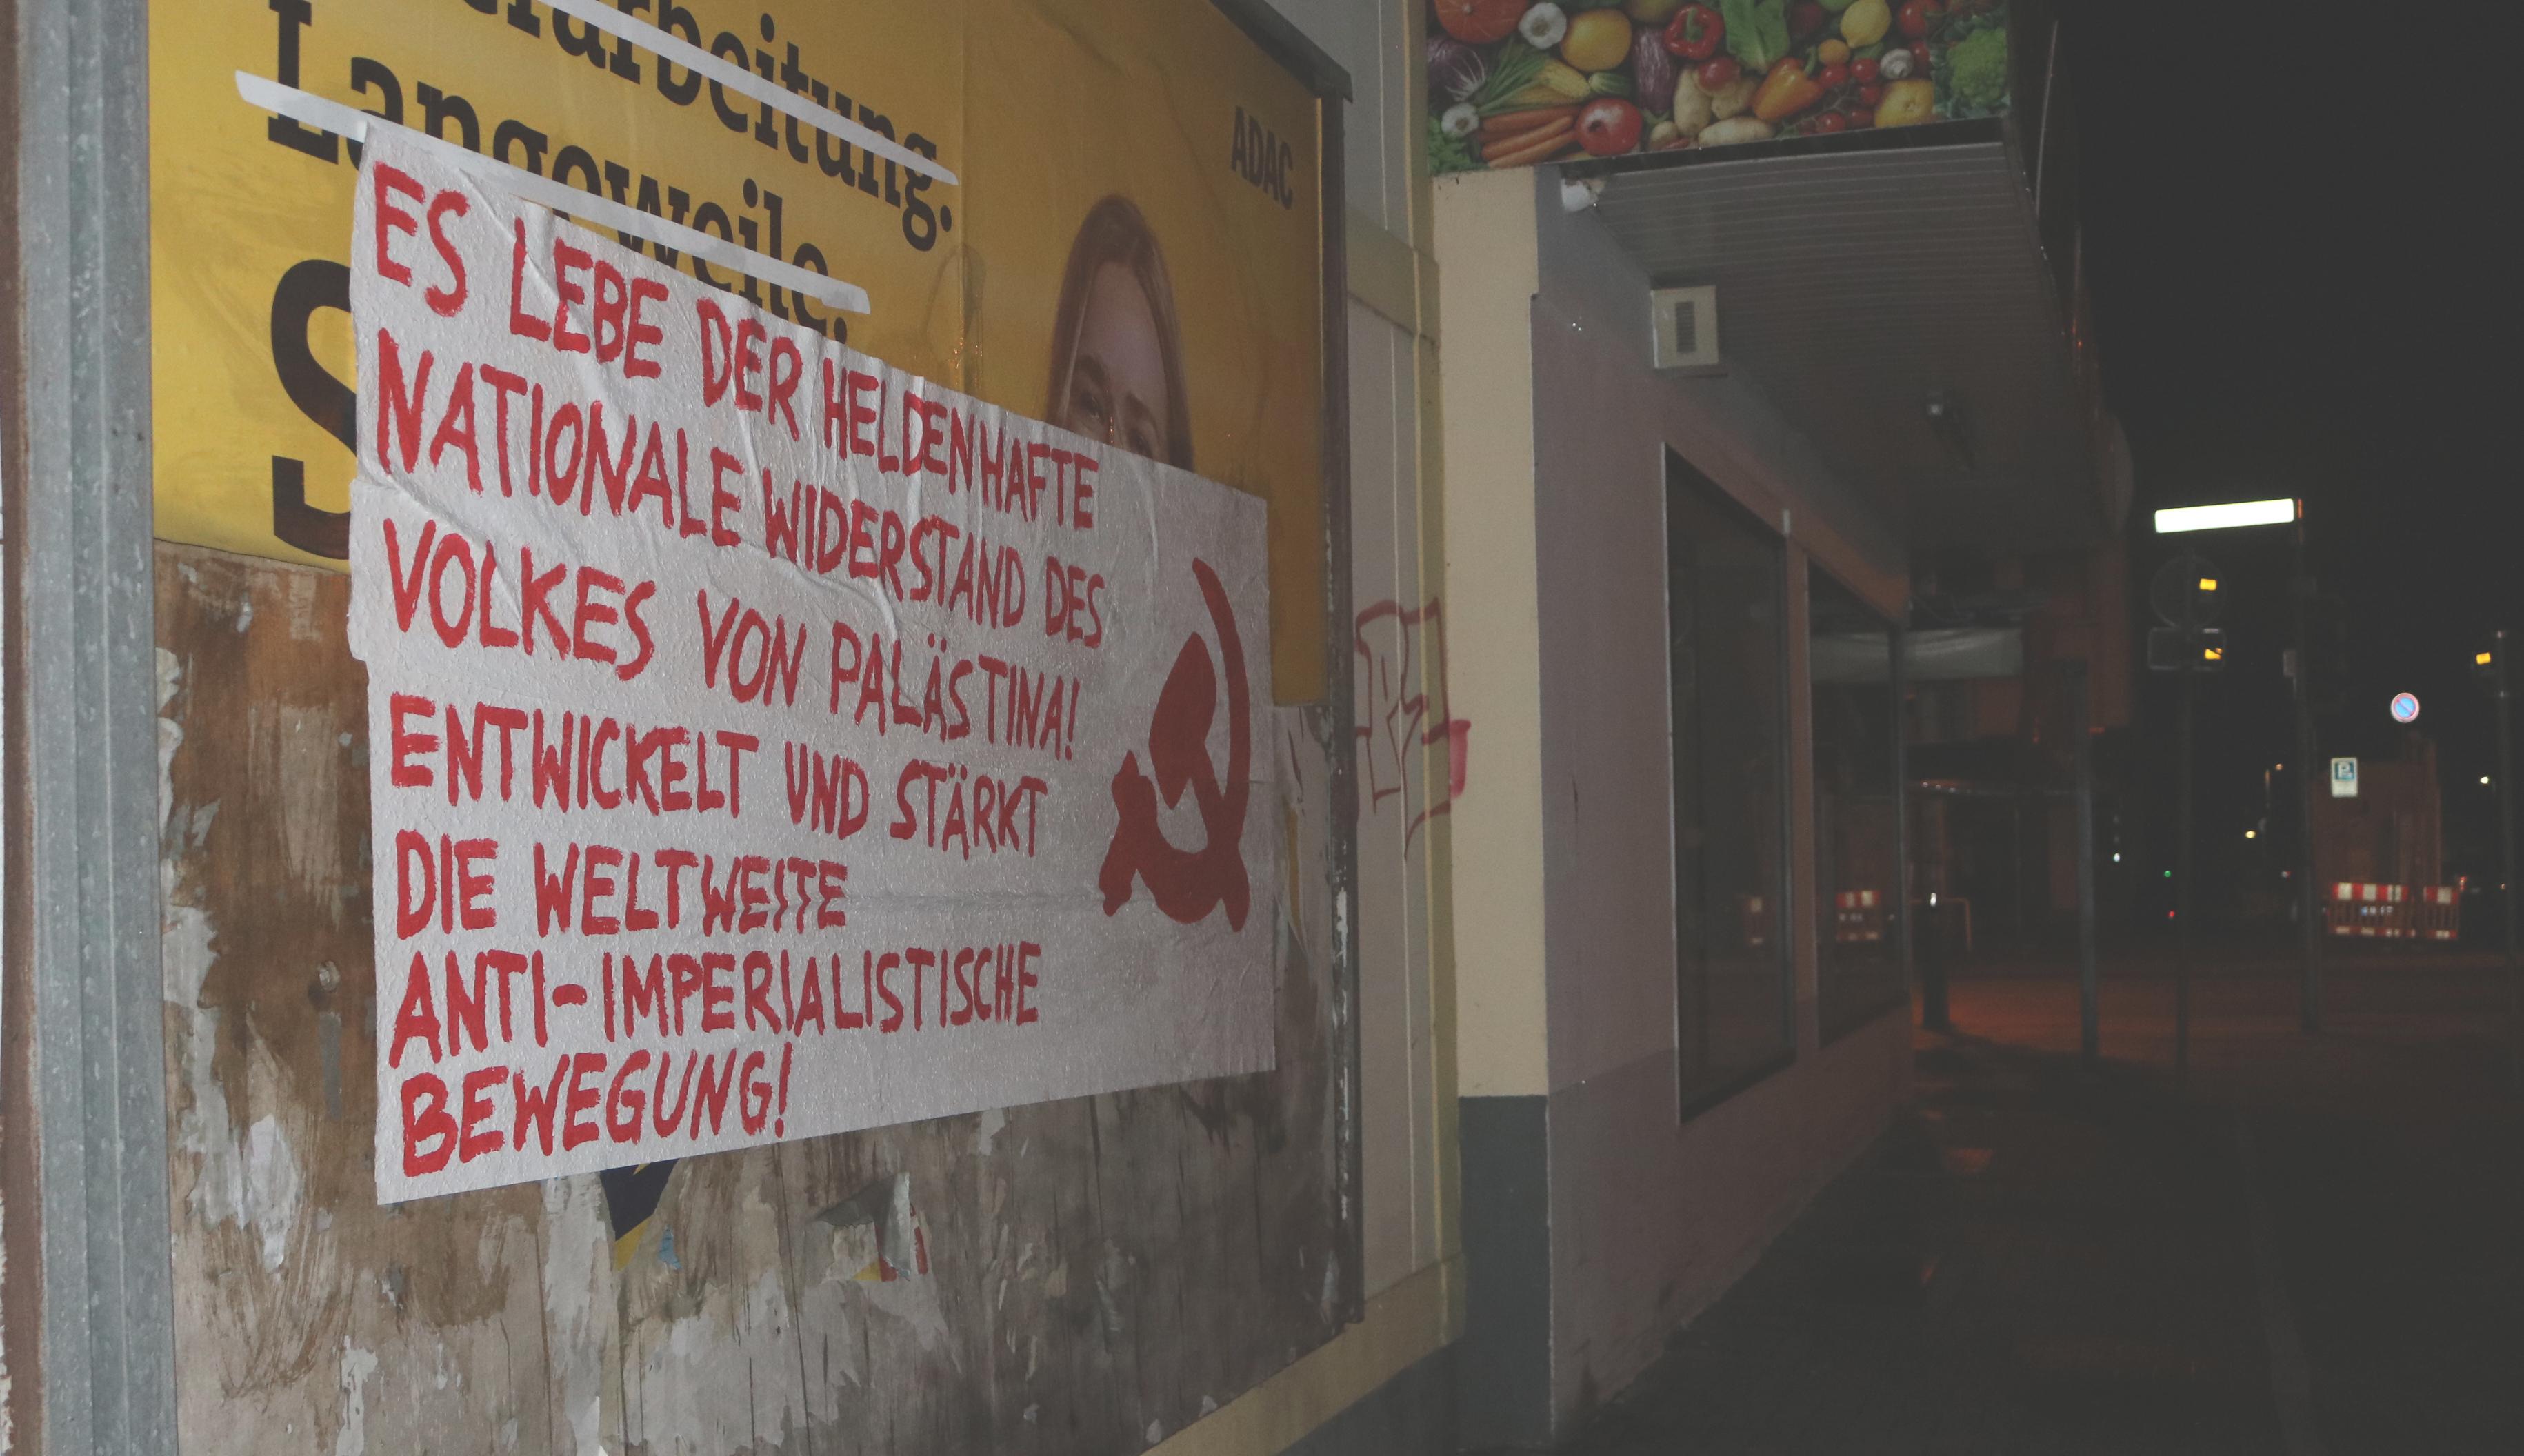 Langeweile.
ADAC
ES LEBE DER HELDENHAFTE
NATIONALE WIDERSTAND DES
VOLKES VON PALÄSTINA!
ENTWICKELT UND STÄRKT
DIE WELTWEITE
ANTI-IMPERIALISTISCHE
BEWEGUNG!
P